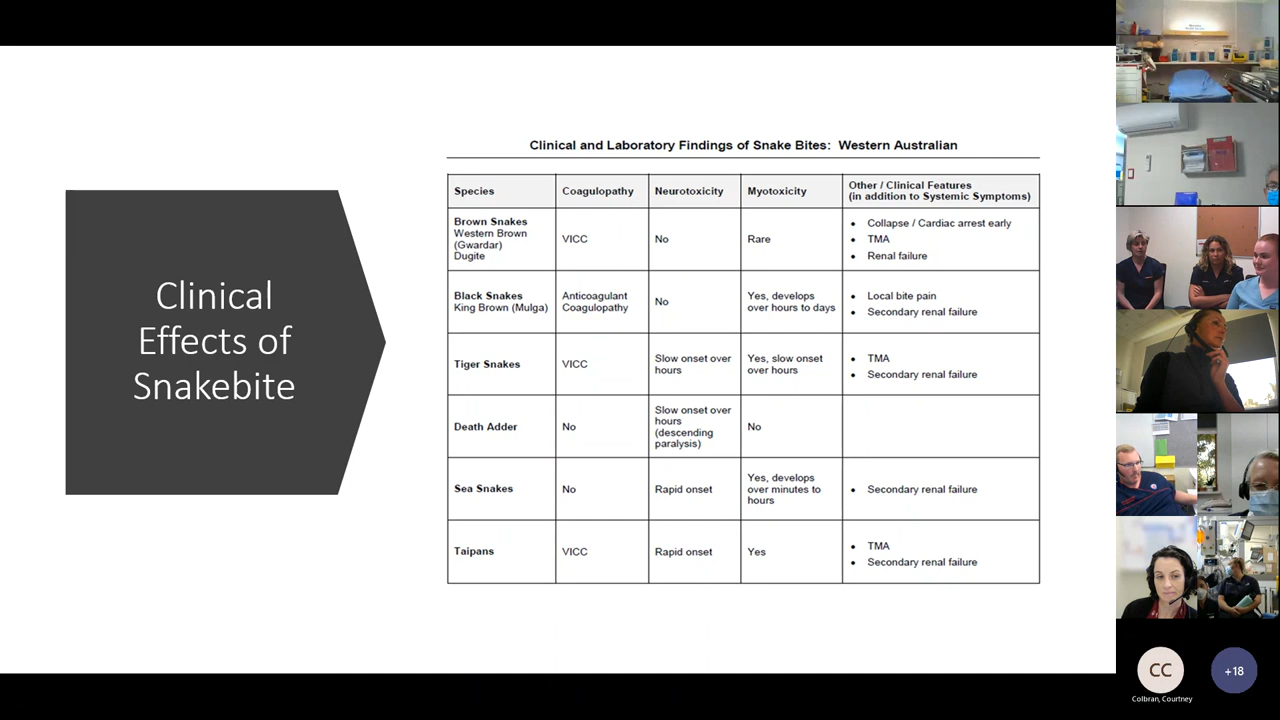 Clinical
Effects of
Snakebite
Clinical and Laboratory Findings of Snake Bites: Western Australian
Species
Coagulopathy
Neurotoxicity
Myotoxicity
Other / Clinical Features
(in addition to Systemic Symptoms)
Brown Snakes
Western Brown
(Gwardar)
Dugite
VICC
No
Rare
• Collapse / Cardiac arrest early
• TMA
• Renal failure
Black Snakes
King Brown (Mulga)
Anticoagulant
Coagulopathy
No
Yes, develops
over hours to days
• Local bite pain
• Secondary renal failure
Tiger Snakes
VICC
Slow onset over
hours
Yes, slow onset
over hours
• TMA
• Secondary renal failure
Death Adder
No
Slow onset over
hours
(descending
paralysis)
No
Sea Snakes
No
Rapid onset
Yes, develops
over minutes to
hours
• Secondary renal failure
Taipans
VICC
Rapid onset
Yes
• TMA
• Secondary renal failure
CC
+18
Colbran, Courtney